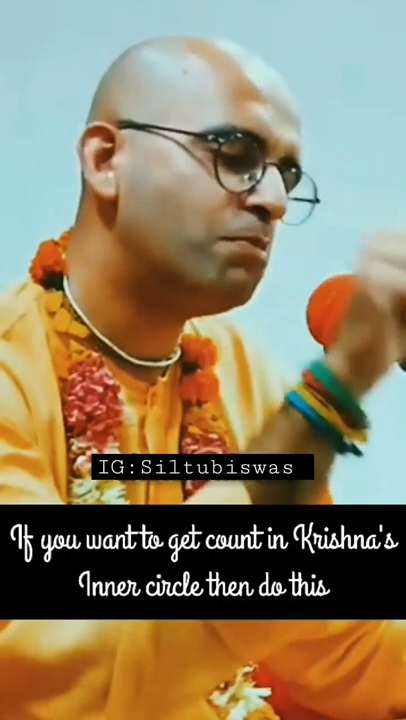 IG:Siltubiswas
If you want to get count in Krishna's
Inner circle then do this